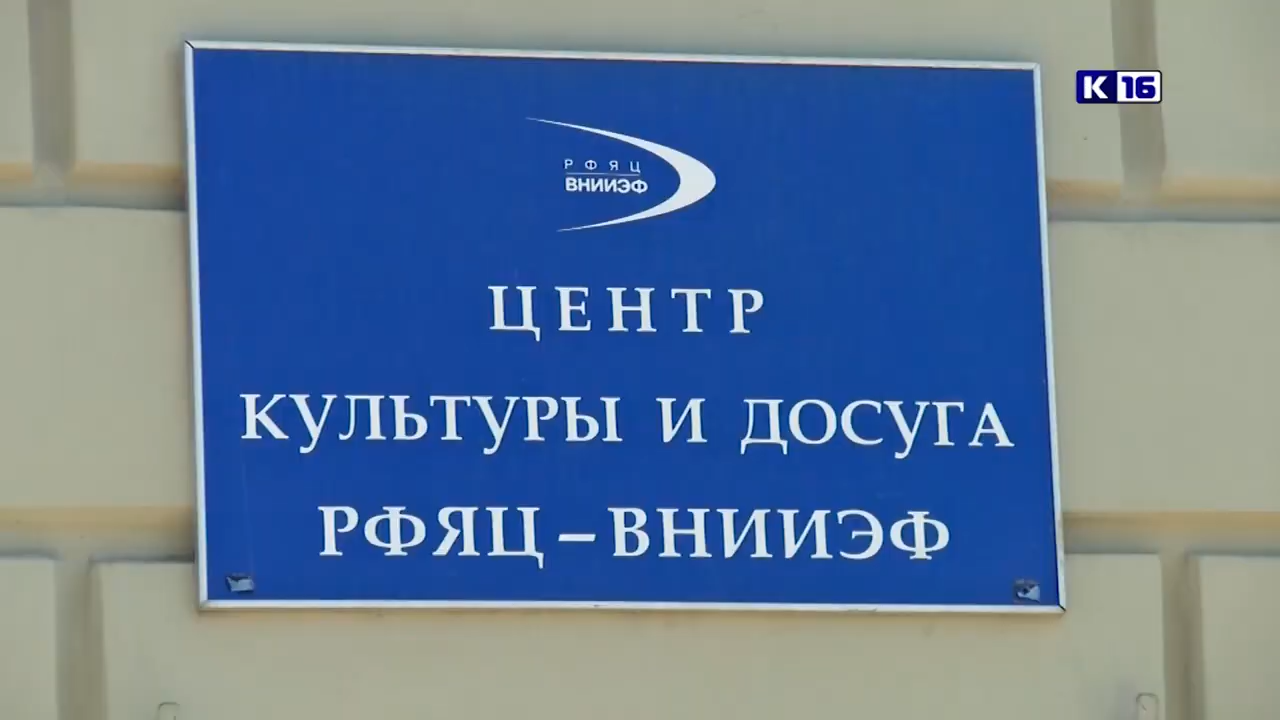 К 16
РФЯЦ
ВНИИЭФ
ЦЕНТР
КУЛЬТУРЫ И ДОСУГА
РФЯЦ – ВНИИЭФ